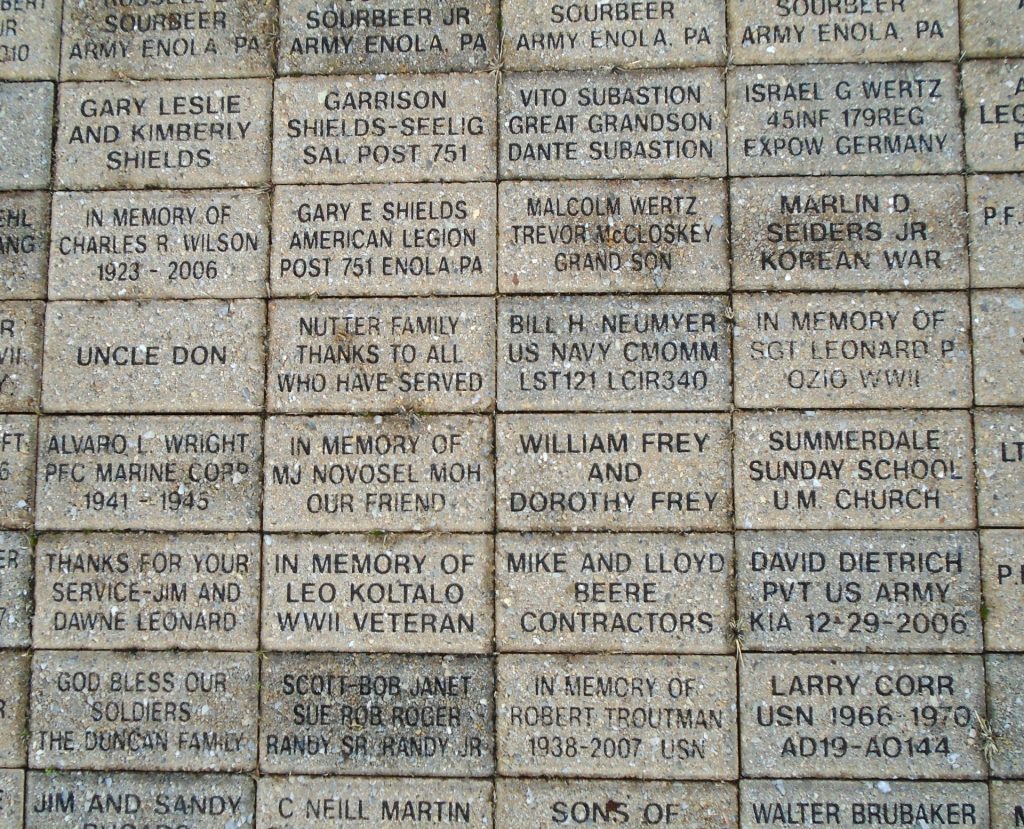 SOURBEER
ARMY ENOLA, PA
SOURBEER JR
ARMY ENOLA, PA
SOURBEER
ARMY ENOLA, PA
SOURBEER
ARMY ENOLA, PA
GARY LESLIE
AND KIMBERLY
SHIELDS
GARRISON
SHIELDS-SEELIG
SAL POST 751
VITO SUBASTION
GREAT GRANDSON
DANTE SUBASTION
ISRAEL G WERTZ
45INF 179REG
EXPOW GERMANY
IN MEMORY OF
CHARLES R. WILSON
1923 - 2006
GARY E SHIELDS
AMERICAN LEGION
POST 751 ENOLA PA
MALCOLM WERTZ
TREVOR McCLOSKEY
GRAND SON
MARLIN D.
SEIDERS JR
KOREAN WAR
P.F.
UNCLE DON
NUTTER FAMILY
THANKS TO ALL
WHO HAVE SERVED
BILL H. NEUMYER
US NAVY CMOMM
LST121 LCIR340
IN MEMORY OF
SGT LEONARD P
OZIO WWII
ALVARO L. WRIGHT
PFC MARINE CORP
1941 - 1945
IN MEMORY OF
MJ NOVOSEL MOH
OUR FRIEND
WILLIAM FREY
AND
DOROTHY FREY
SUMMERDALE
SUNDAY SCHOOL
U.M. CHURCH
LT
THANKS FOR YOUR
SERVICE-JIM AND
DAWNE LEONARD
IN MEMORY OF
LEO KOLTALO
WWII VETERAN
MIKE AND LLOYD
BEERE
CONTRACTORS
DAVID DIETRICH
PVT US ARMY
KIA 12-29-2006
GOD BLESS OUR
SOLDIERS
THE DUNCAN FAMILY
SCOTT-BOB JANET
SUE ROB ROGER
RANDY SR RANDY JR
IN MEMORY OF
ROBERT TROUTMAN
1938-2007 USN
LARRY CORR
USN 1966-1970
AD19-AO144
JIM AND SANDY
C NEILL MARTIN
SONS OF
WALTER BRUBAKER